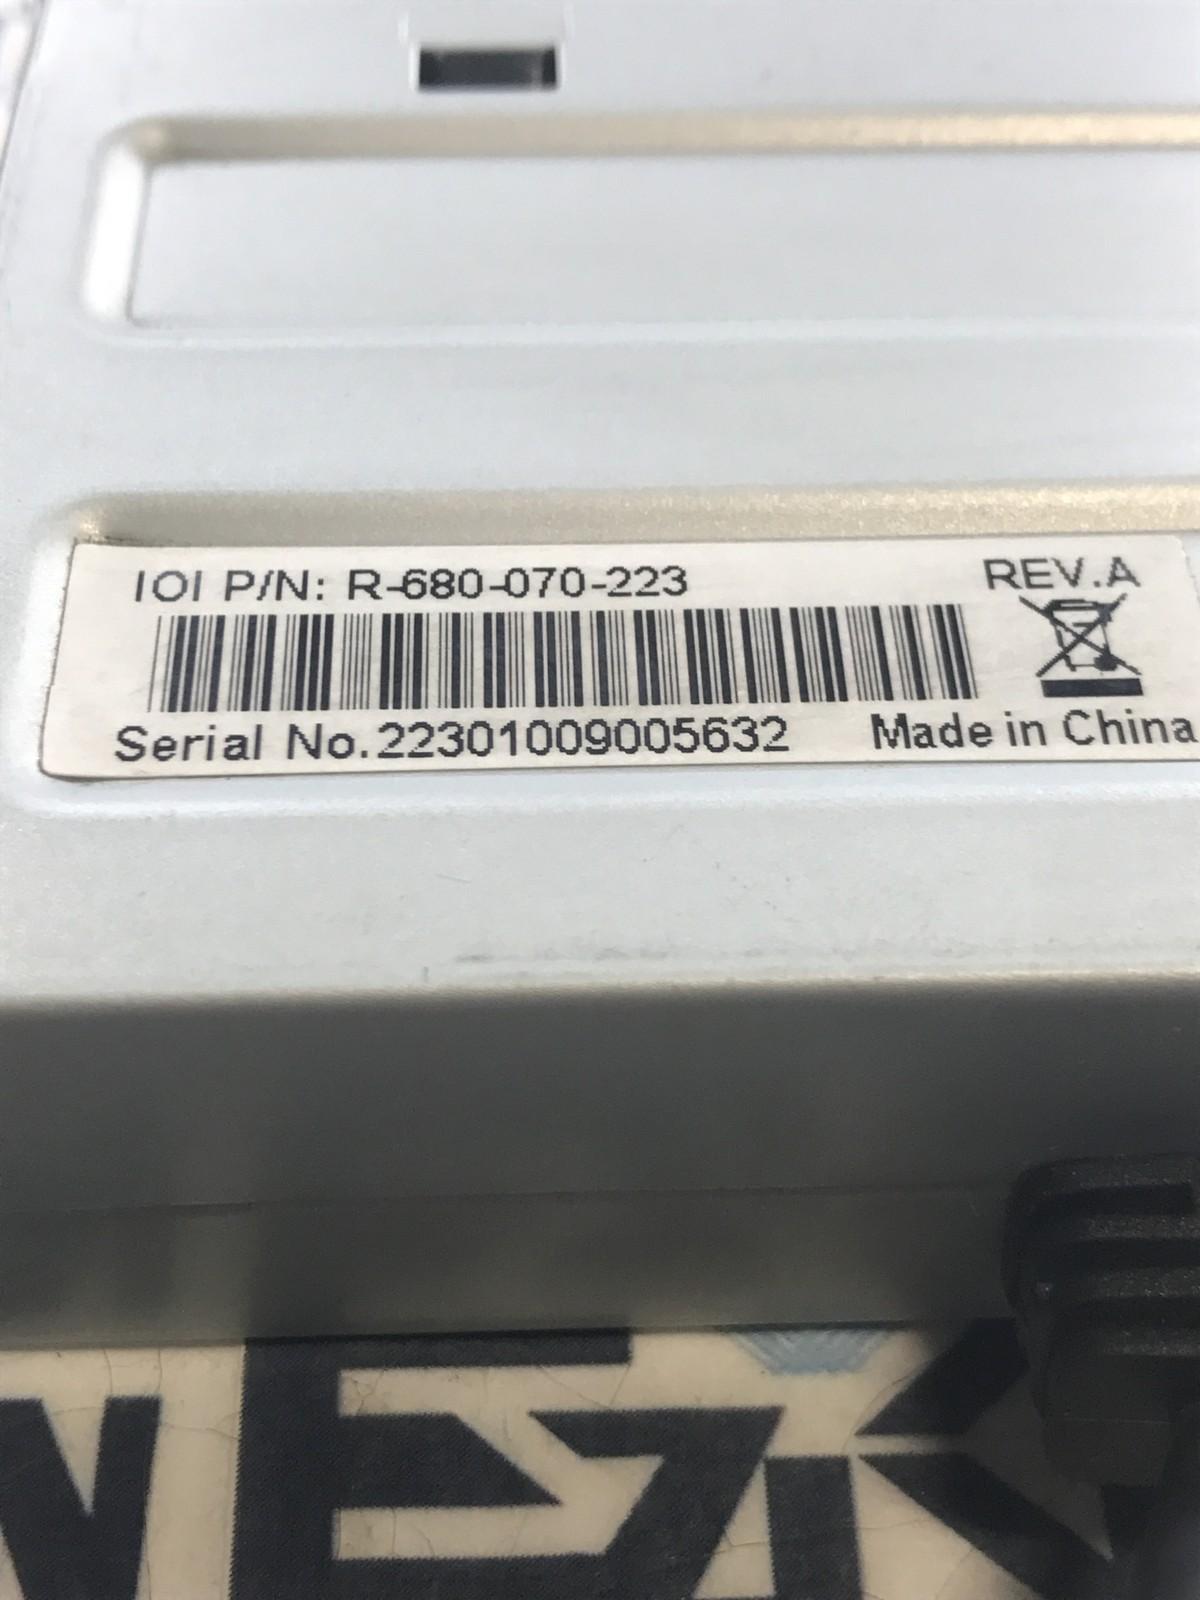 IOI P/N: R-680-070-223
REV.A
Serial No.22301009005632
Made in China